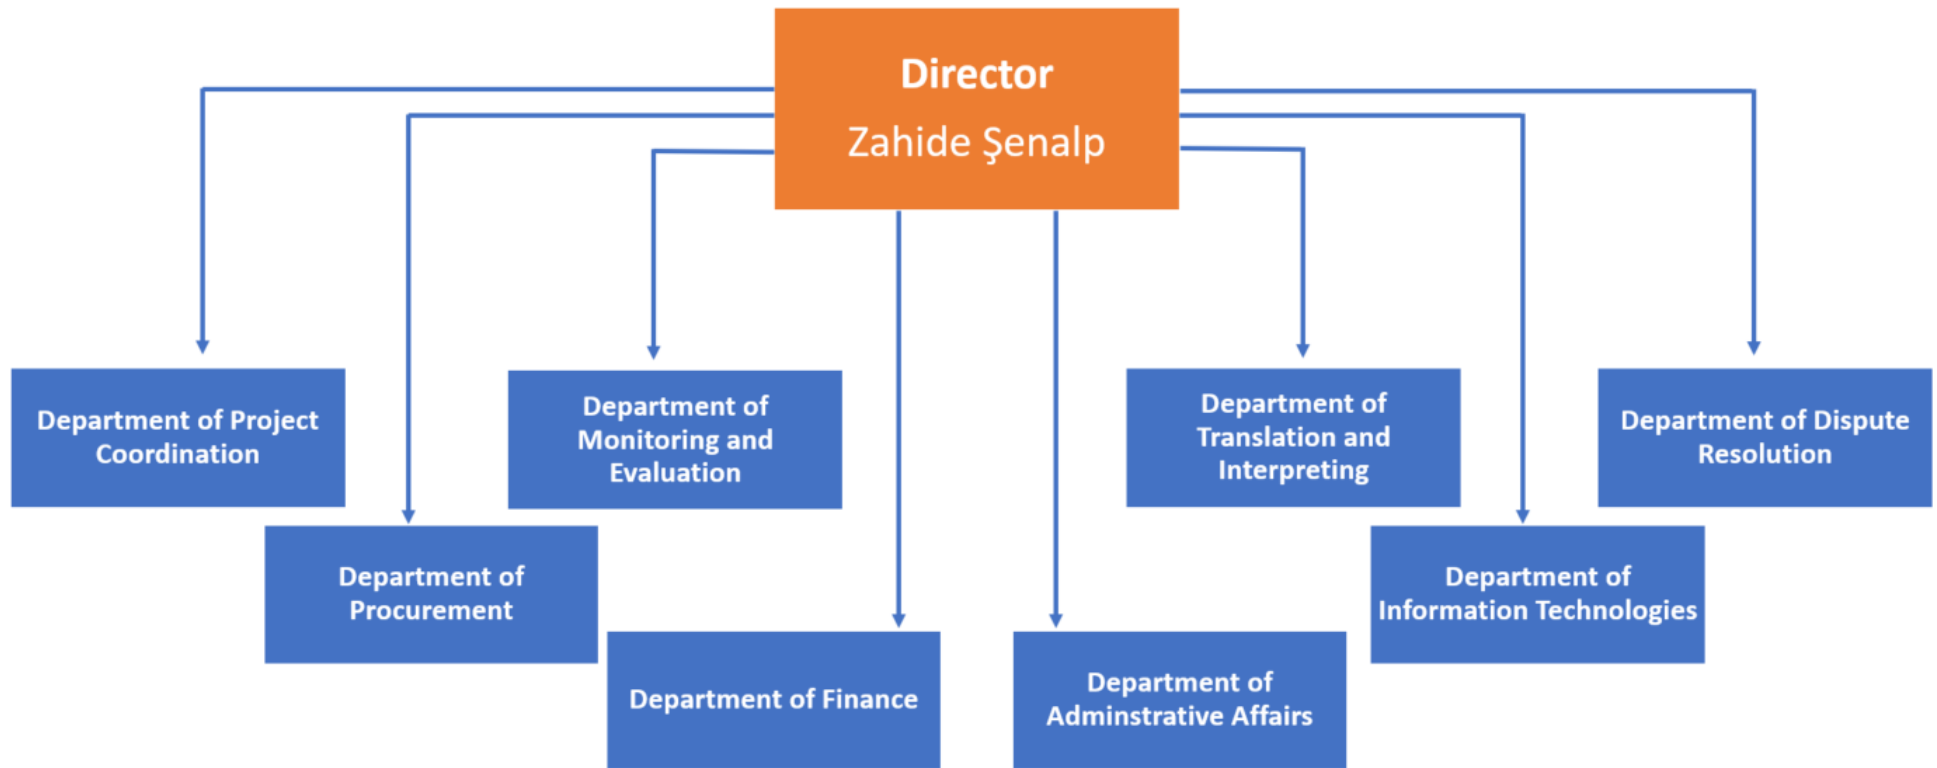 Director
Zahide Şenalp
Department of Project
Coordination
Department of
Monitoring and
Evaluation
Department of
Translation and
Interpreting
Department of Dispute
Resolution
Department of
Procurement
Department of
Information Technologies
Department of Finance
Department of
Adminstrative Affairs